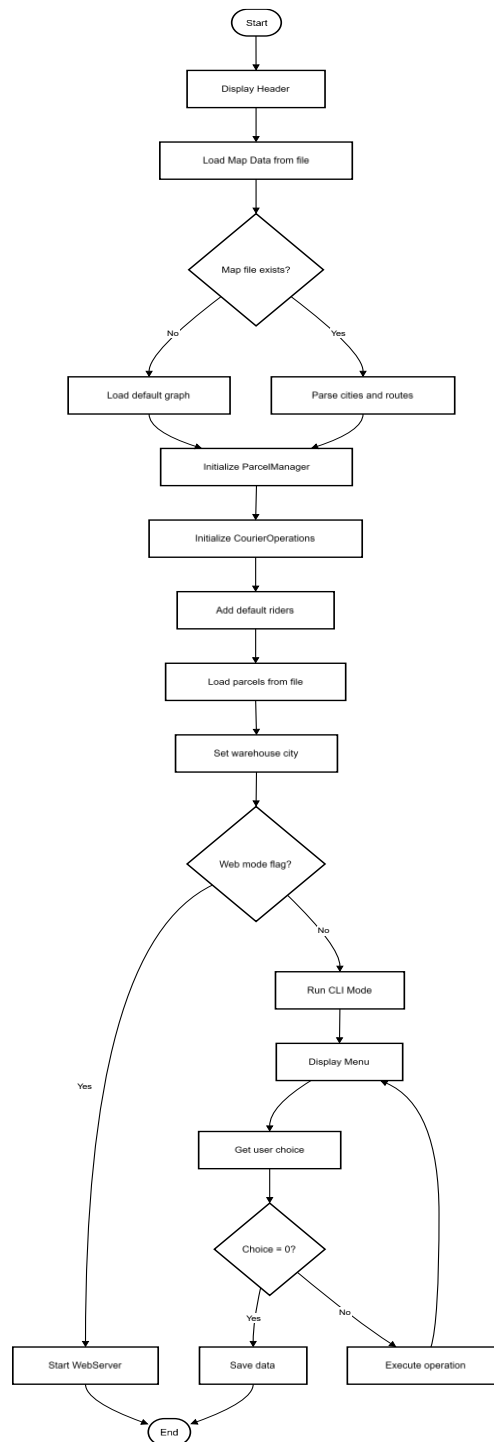 Start
Display Header
Load Map Data from file
Map file exists?
No
Yes
Load default graph
Parse cities and routes
Initialize ParcelManager
Initialize CourierOperations
Add default riders
Load parcels from file
Set warehouse city
Web mode flag?
No
Run CLI Mode
Display Menu
Yes
Get user choice
Choice = 0?
Yes
No
Start WebServer
Save data
Execute operation
End